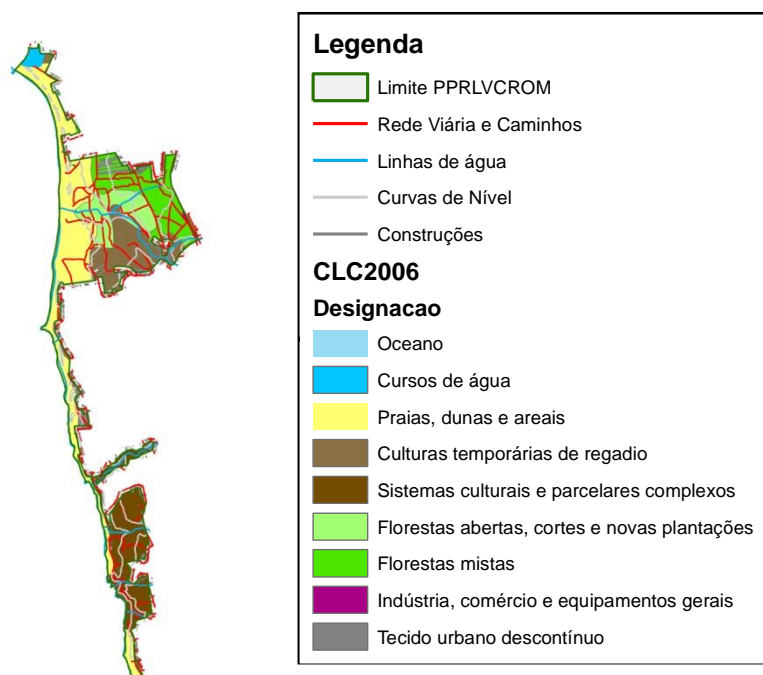 Legenda
Limite PPRLVCROM
Rede Viária e Caminhos
Linhas de água
Curvas de Nível
Construções
CLC2006
Designacao
Oceano
Cursos de água
Praias, dunas e areais
Culturas temporárias de regadio
Sistemas culturais e parcelares complexos
Florestas abertas, cortes e novas plantações
Florestas mistas
Indústria, comércio e equipamentos gerais
Tecido urbano descontínuo